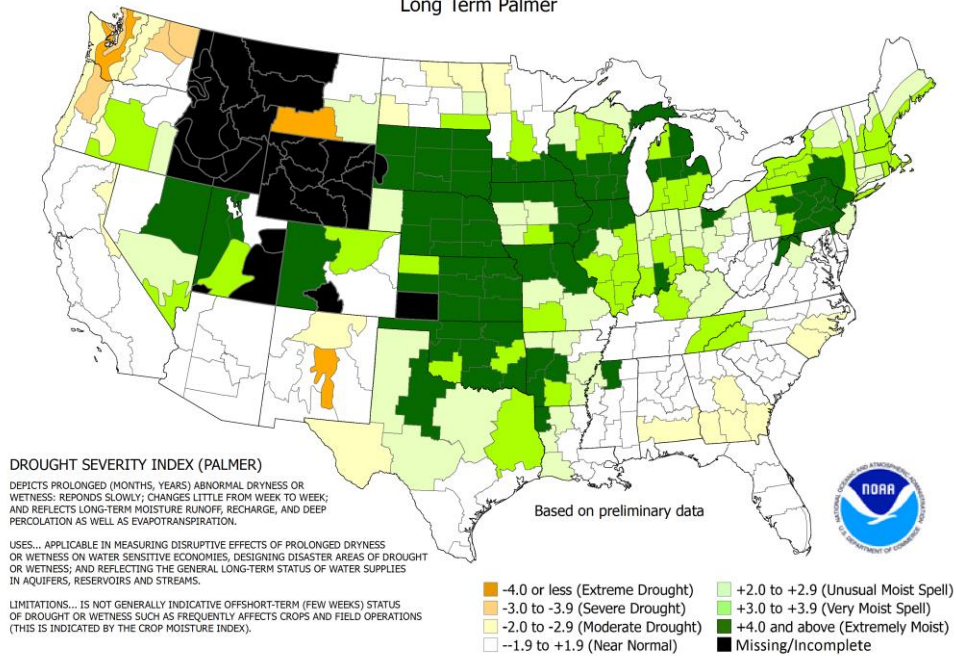 Long Term Palmer
DROUGHT SEVERITY INDEX (PALMER)
DEPICTS PROLONGED (MONTHS, YEARS) ABNORMAL DRYNESS OR
WETNESS: REPONDS SLOWLY; CHANGES LITTLE FROM WEEK TO WEEK;
AND REFLECTS LONG-TERM MOISTURE RUNOFF, RECHARGE, AND DEEP
PERCOLATION AS WELL AS EVAPOTRANSPIRATION.
USES... APPLICABLE IN MEASURING DISRUPTIVE EFFECTS OF PROLONGED DRYNESS
OR WETNESS ON WATER SENSITIVE ECONOMIES, DESIGNING DISASTER AREAS OF DROUGHT
OR WETNESS; AND REFLECTING THE GENERAL LONG-TERM STATUS OF WATER SUPPLIES
IN AQUIFERS, RESERVOIRS AND STREAMS.
LIMITATIONS... IS NOT GENERALLY INDICATIVE OFFSHORT-TERM (FEW WEEKS) STATUS
OF DROUGHT OR WETNESS SUCH AS FREQUENTLY AFFECTS CROPS AND FIELD OPERATIONS
(THIS IS INDICATED BY THE CROP MOISTURE INDEX).
Based on preliminary data
NATIONAL OCEANIC AND ATMOSPHERIC ADMINISTRATION
NOAA
U.S. DEPARTMENT OF COMMERCE
-4.0 or less (Extreme Drought)
-3.0 to -3.9 (Severe Drought)
-2.0 to -2.9 (Moderate Drought)
--1.9 to +1.9 (Near Normal)
+2.0 to +2.9 (Unusual Moist Spell)
+3.0 to +3.9 (Very Moist Spell)
+4.0 and above (Extremely Moist)
Missing/Incomplete